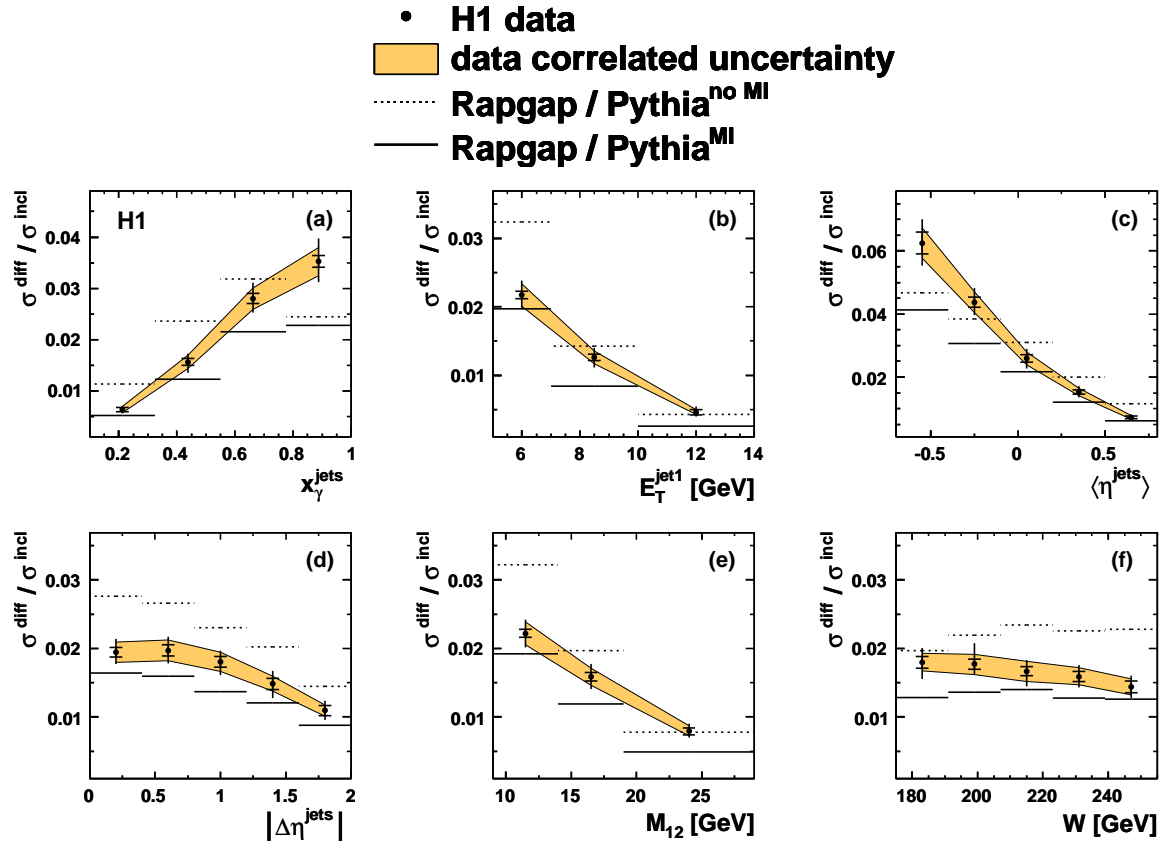 H1 data
data correlated uncertainty
Rapgap / Pythia^no MI
Rapgap / Pythia^MI
σ^diff / σ^incl
0.04
0.03
0.02
0.01
H1
(a)
0.2 0.4 0.6 0.8 1
x_γ^jets
σ^diff / σ^incl
0.03
0.02
0.01
(b)
6 8 10 12 14
E_T^jet1 [GeV]
σ^diff / σ^incl
0.06
0.04
0.02
(c)
-0.5 0 0.5
⟨η^jets⟩
σ^diff / σ^incl
0.03
0.02
0.01
(d)
0 0.5 1.0 1.5 2
|Δη^jets|
σ^diff / σ^incl
0.03
0.02
0.01
(e)
10 15 20 25
M_12 [GeV]
σ^diff / σ^incl
0.03
0.02
0.01
(f)
180 200 220 240
W [GeV]